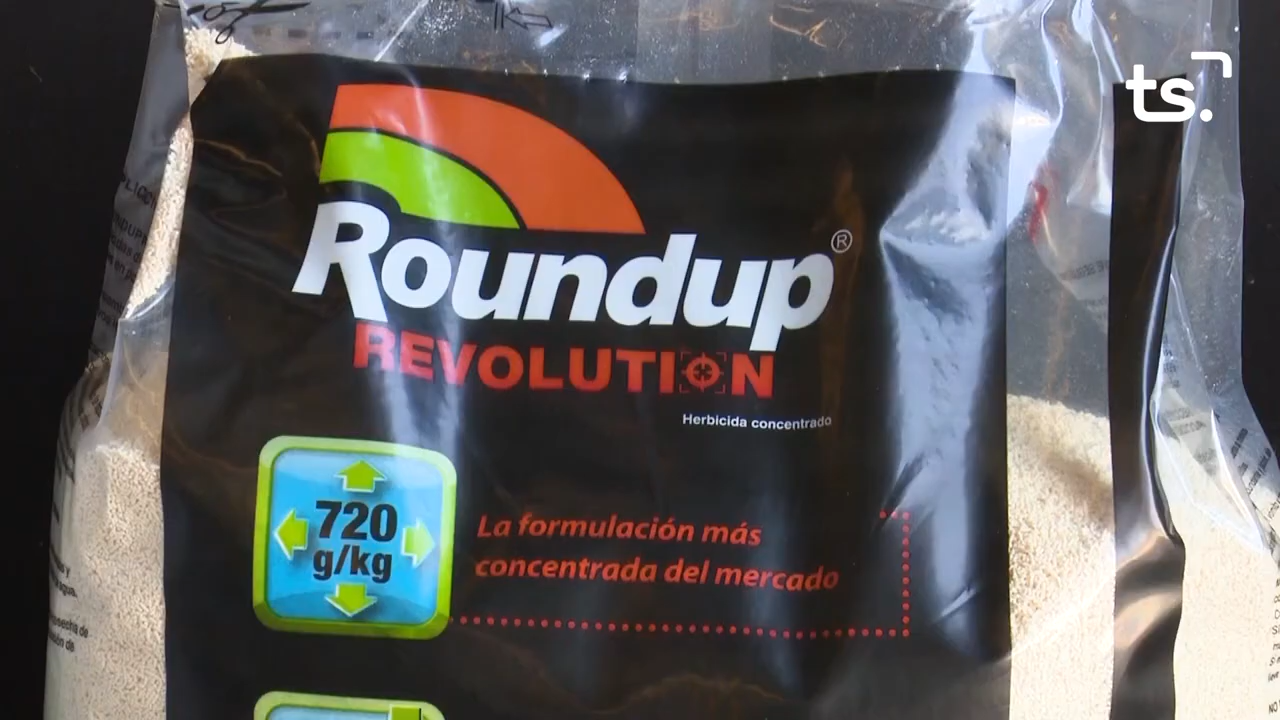 ts.
Roundup®
REVOLUTION
Herbicida concentrado
720
g/kg
La formulación más
concentrada del mercado